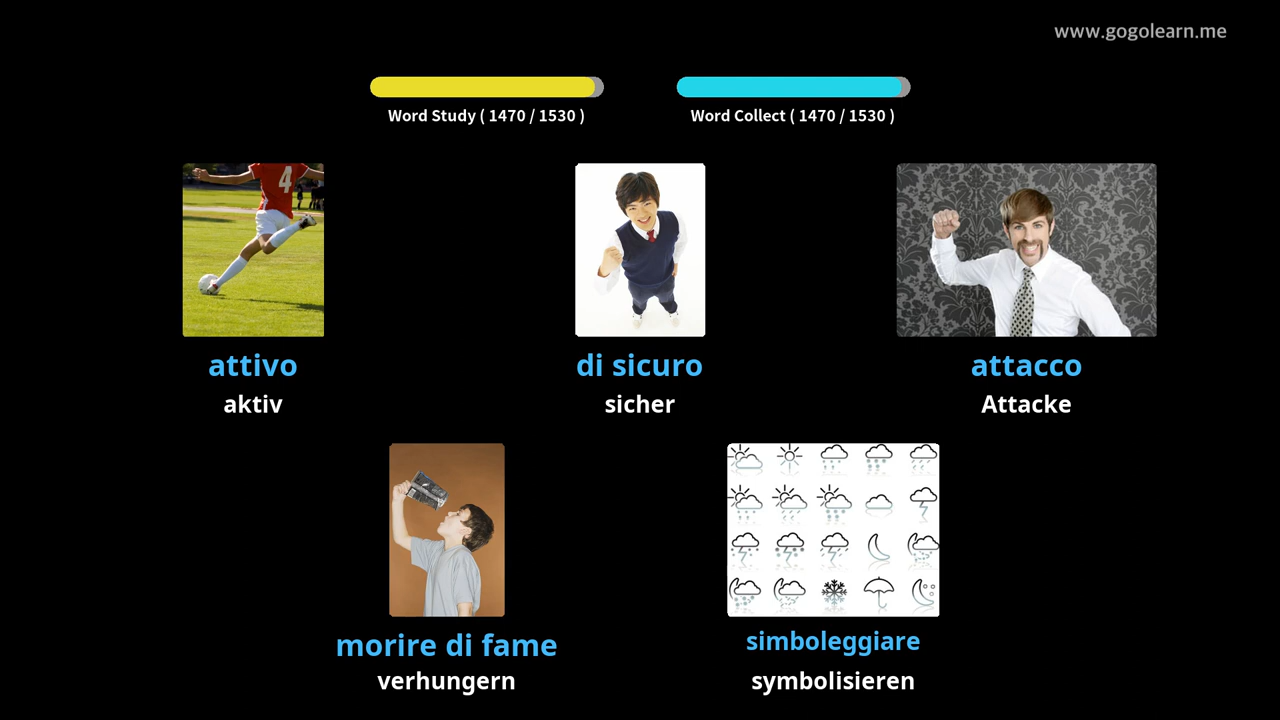 www.gogolearn.me
Word Study ( 1470 / 1530 )
Word Collect ( 1470 / 1530 )
4
attivo
aktiv
di sicuro
sicher
attacco
Attacke
morire di fame
verhungern
simboleggiare
symbolisieren